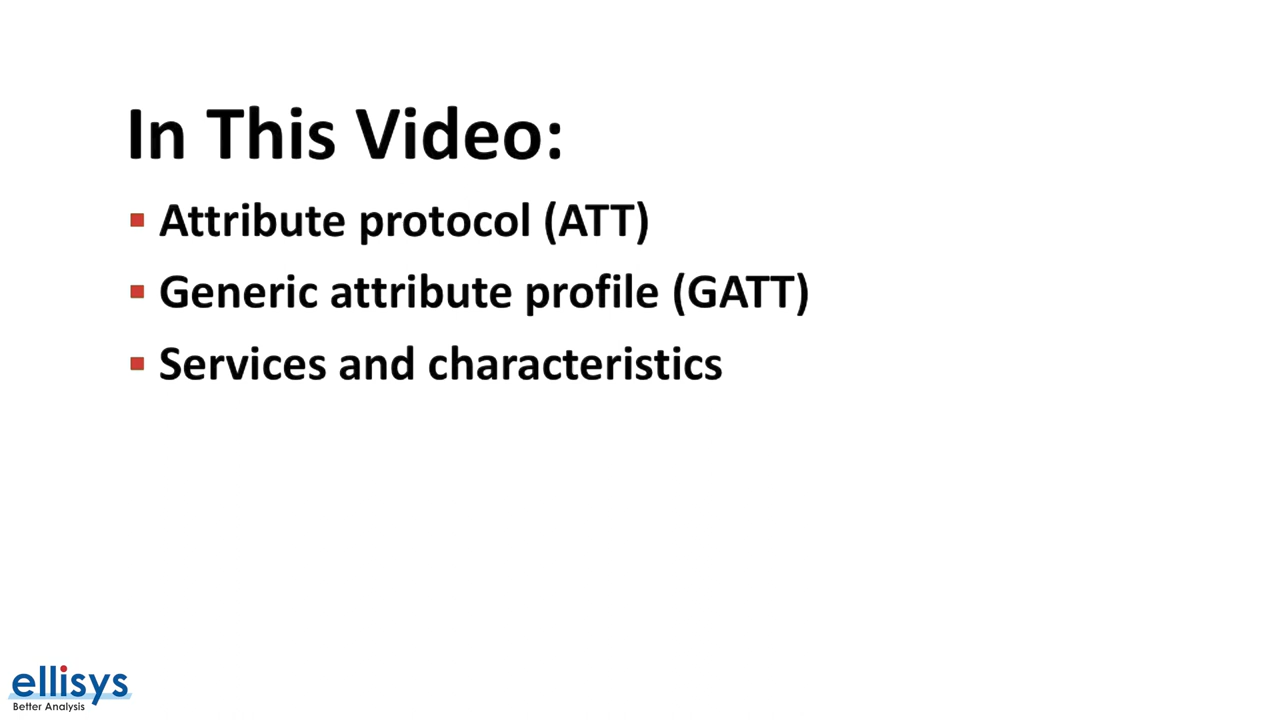 In This Video:
Attribute protocol (ATT)
Generic attribute profile (GATT)
Services and characteristics
ellisys
Better Analysis